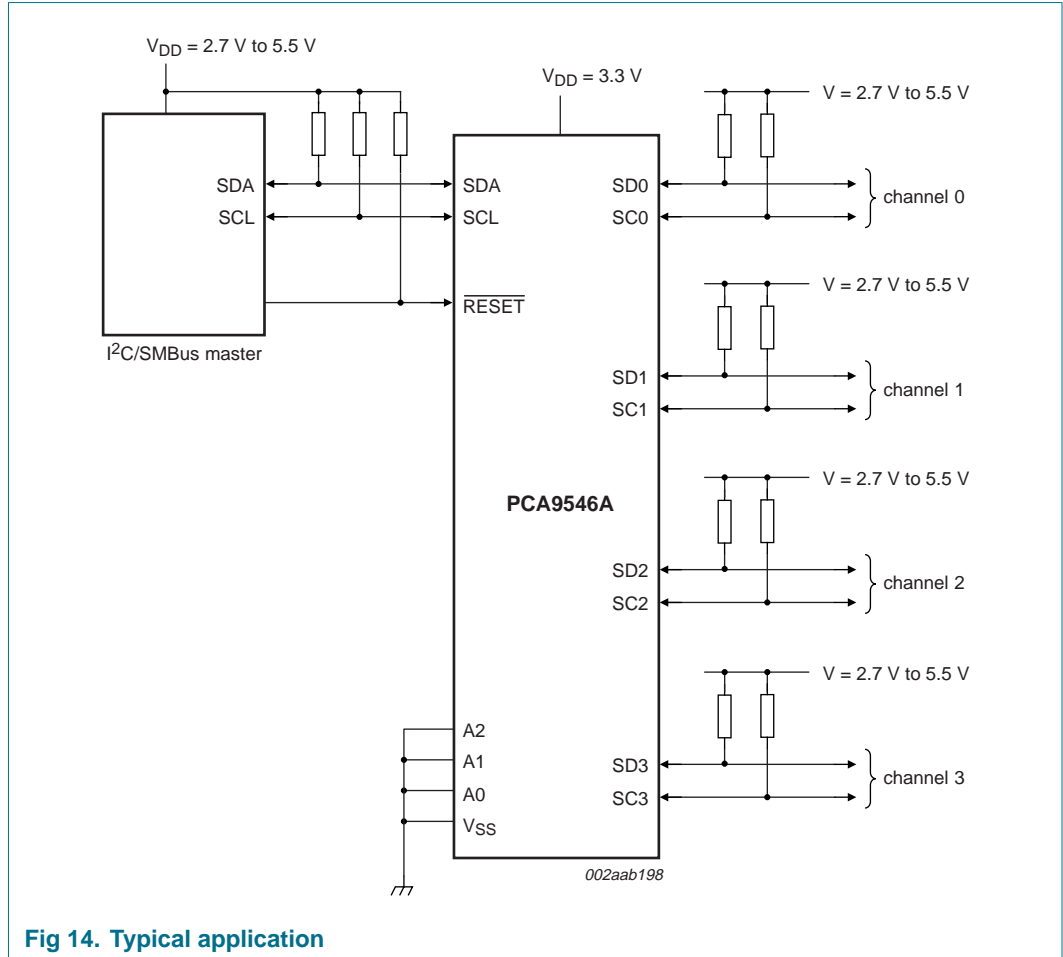 V_DD = 2.7 V to 5.5 V
V_DD = 3.3 V
V = 2.7 V to 5.5 V
SDA
SCL
SDA
SCL
RESET
I²C/SMBus master
SD0
SC0
channel 0
V = 2.7 V to 5.5 V
SD1
SC1
channel 1
V = 2.7 V to 5.5 V
PCA9546A
SD2
SC2
channel 2
V = 2.7 V to 5.5 V
A2
A1
A0
V_SS
SD3
SC3
channel 3
002aab198
Fig 14. Typical application